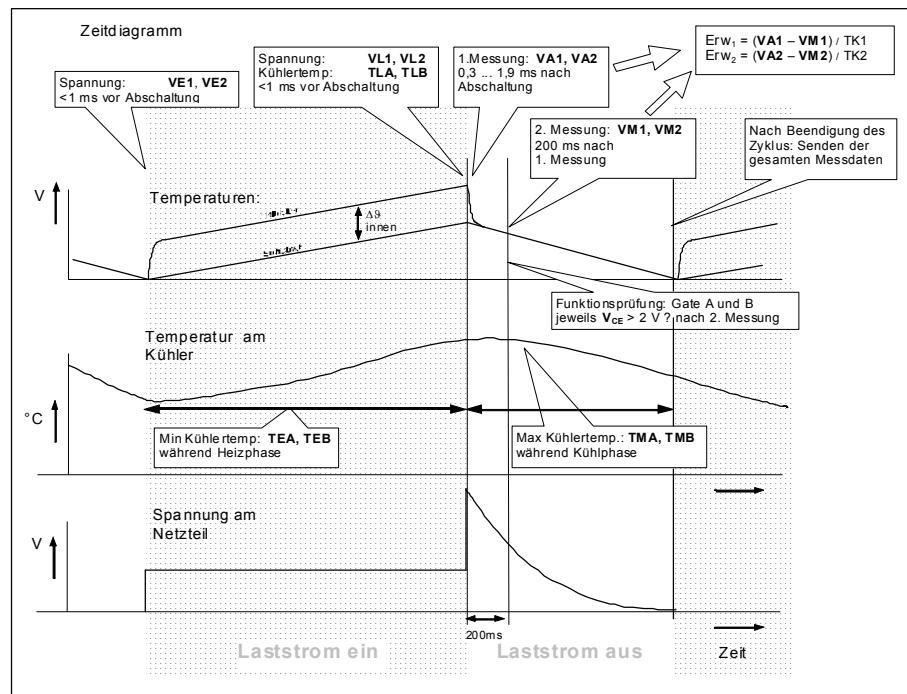 Zeitdiagramm
Spannung: VE1, VE2
<1 ms vor Abschaltung
Spannung: VL1, VL2
Kühlertemp: TLA, TLB
<1 ms vor Abschaltung
1.Messung: VA1, VA2
0,3 ... 1,9 ms nach
Abschaltung
Erw1 = (VA1 – VM1) / TK1
Erw2 = (VA2 – VM2) / TK2
2. Messung: VM1, VM2
200 ms nach
1. Messung
Nach Beendigung des
Zyklus: Senden der
gesamten Messdaten
V
Temperaturen:
Δϑ
innen
Funktionsprüfung: Gate A und B
jeweils VCE > 2 V ? nach 2. Messung
Temperatur am
Kühler
°C
Min Kühlertemp: TEA, TEB
während Heizphase
Max Kühlertemp.: TMA, TMB
während Kühlphase
Spannung am
Netzteil
V
200ms
Laststrom ein
Laststrom aus
Zeit